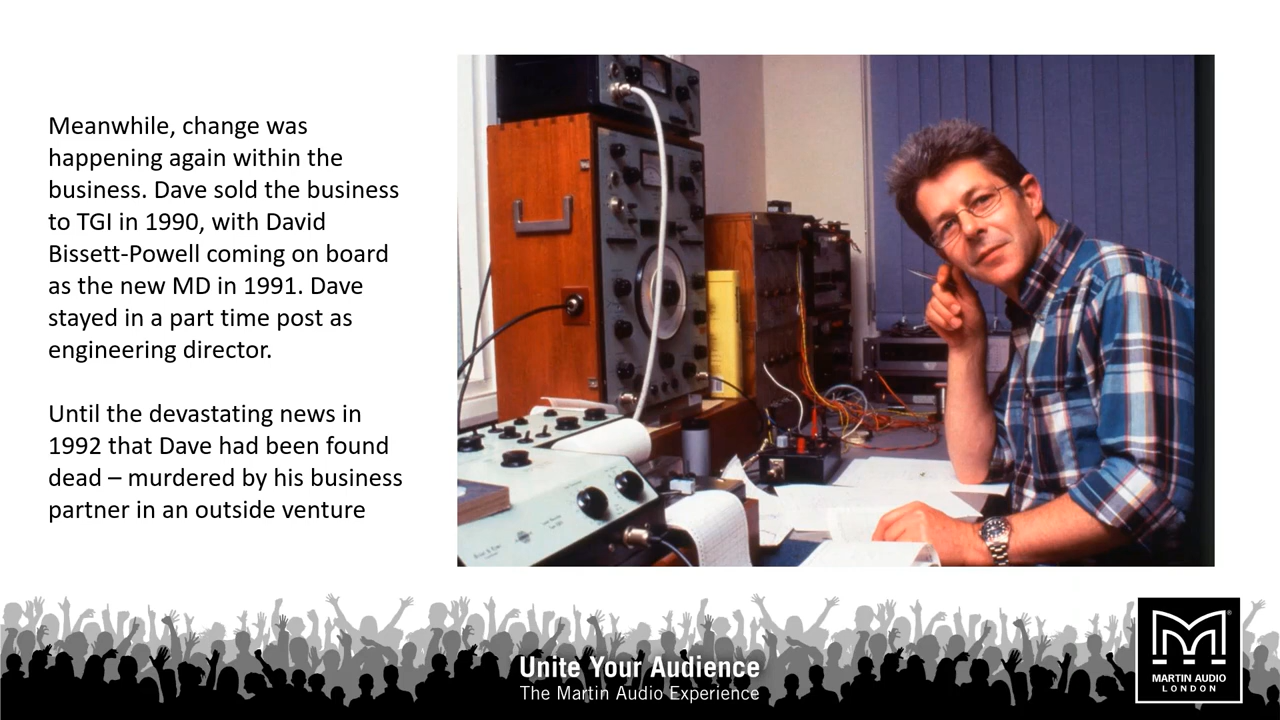 Meanwhile, change was
happening again within the
business. Dave sold the business
to TGI in 1990, with David
Bissett-Powell coming on board
as the new MD in 1991. Dave
stayed in a part time post as
engineering director.
Until the devastating news in
1992 that Dave had been found
dead – murdered by his business
partner in an outside venture
Unite Your Audience
The Martin Audio Experience
MARTIN AUDIO
LONDON